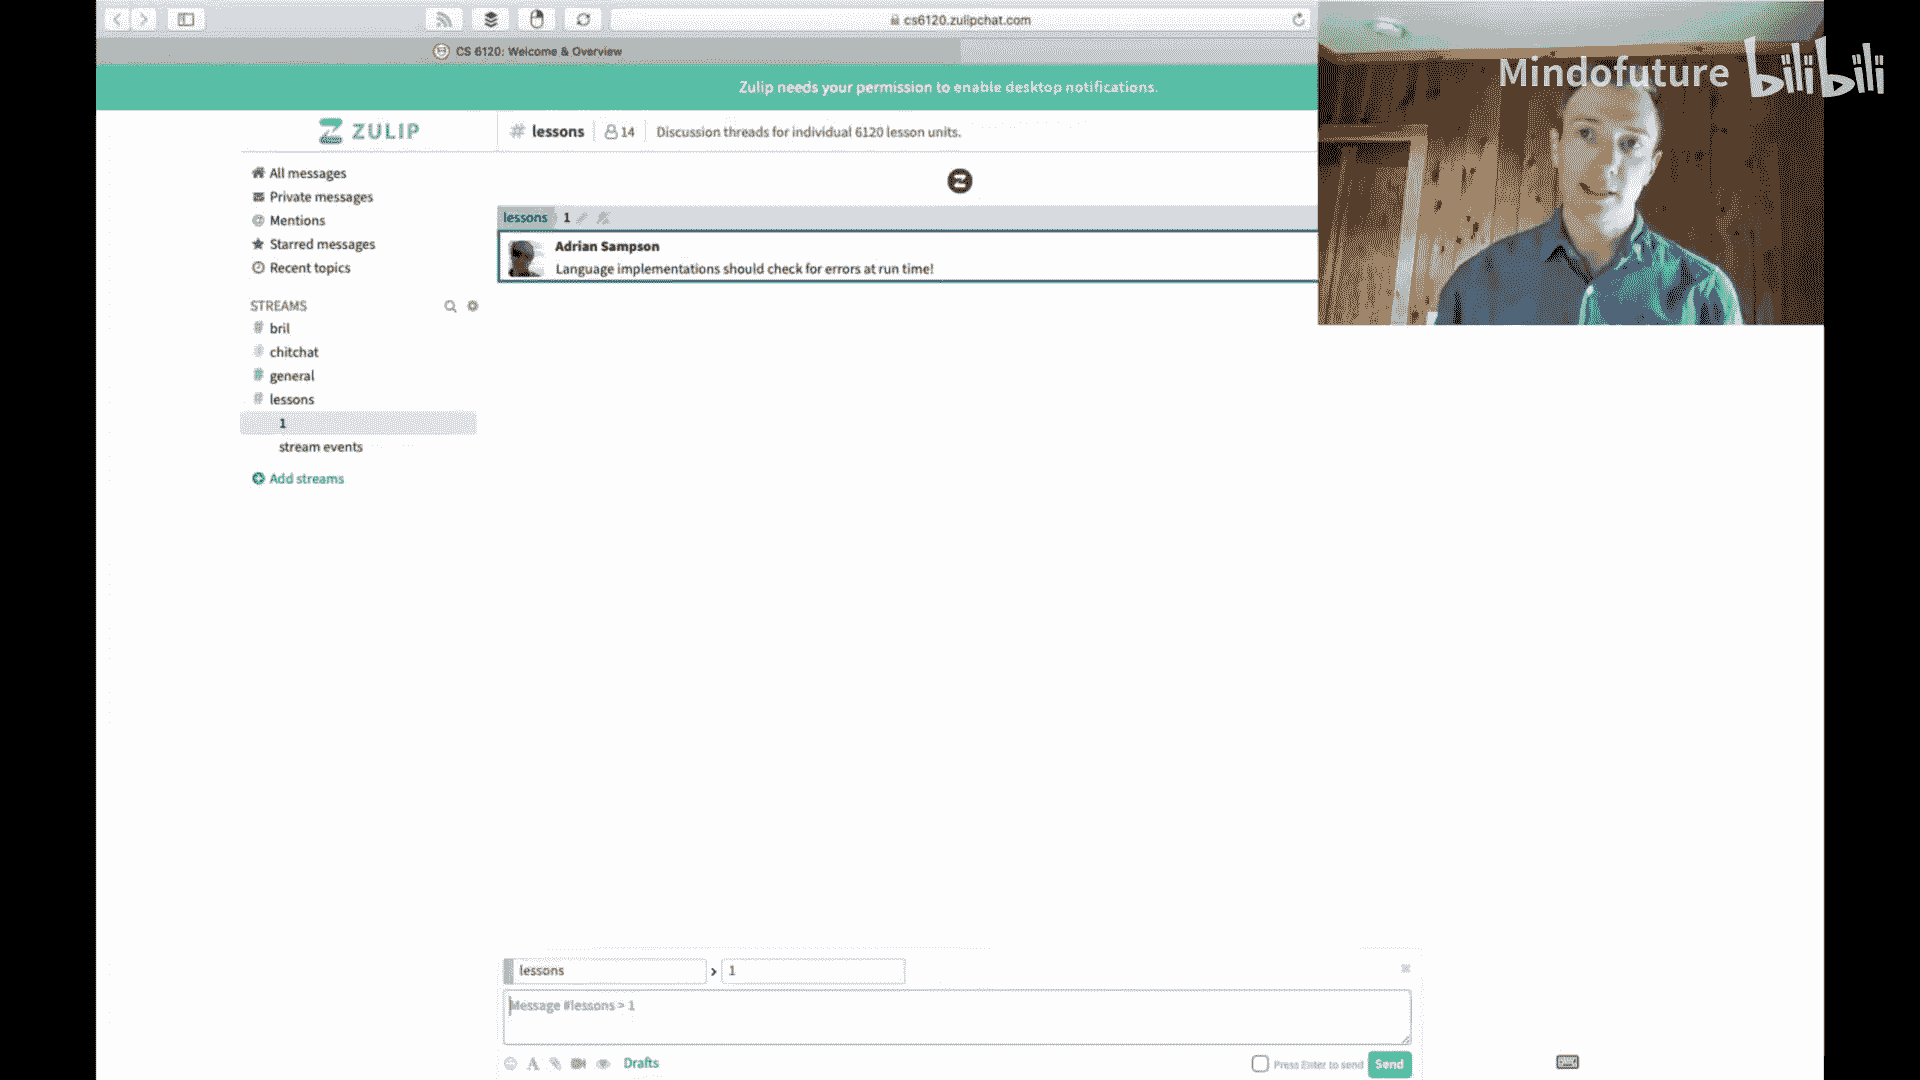 cs6120.zulipchat.com
CS 6120: Welcome & Overview
Zulip needs your permission to enable desktop notifications.
Mindofuture bilibili
ZULIP
# lessons 14 Discussion threads for individual 6120 lesson units.
All messages
Private messages
@ Mentions
Starred messages
Recent topics
lessons 1
Adrian Sampson
Language implementations should check for errors at run time!
STREAMS
# bril
# chitchat
# general
# lessons
1
stream events
Add streams
lessons > 1
Message #lessons > 1
Drafts
Press Enter to send Send